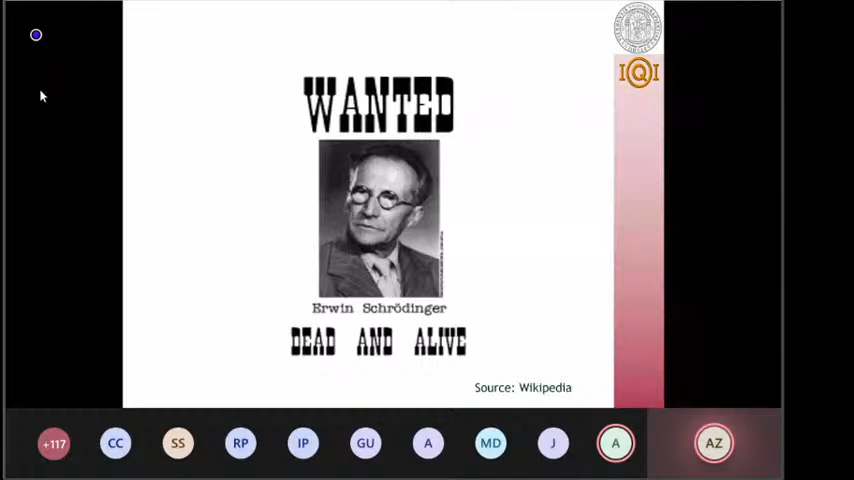 IQI
WANTED
Erwin Schrödinger
DEAD AND ALIVE
Source: Wikipedia
+117 CC SS RP IP GU A MD J A AZ